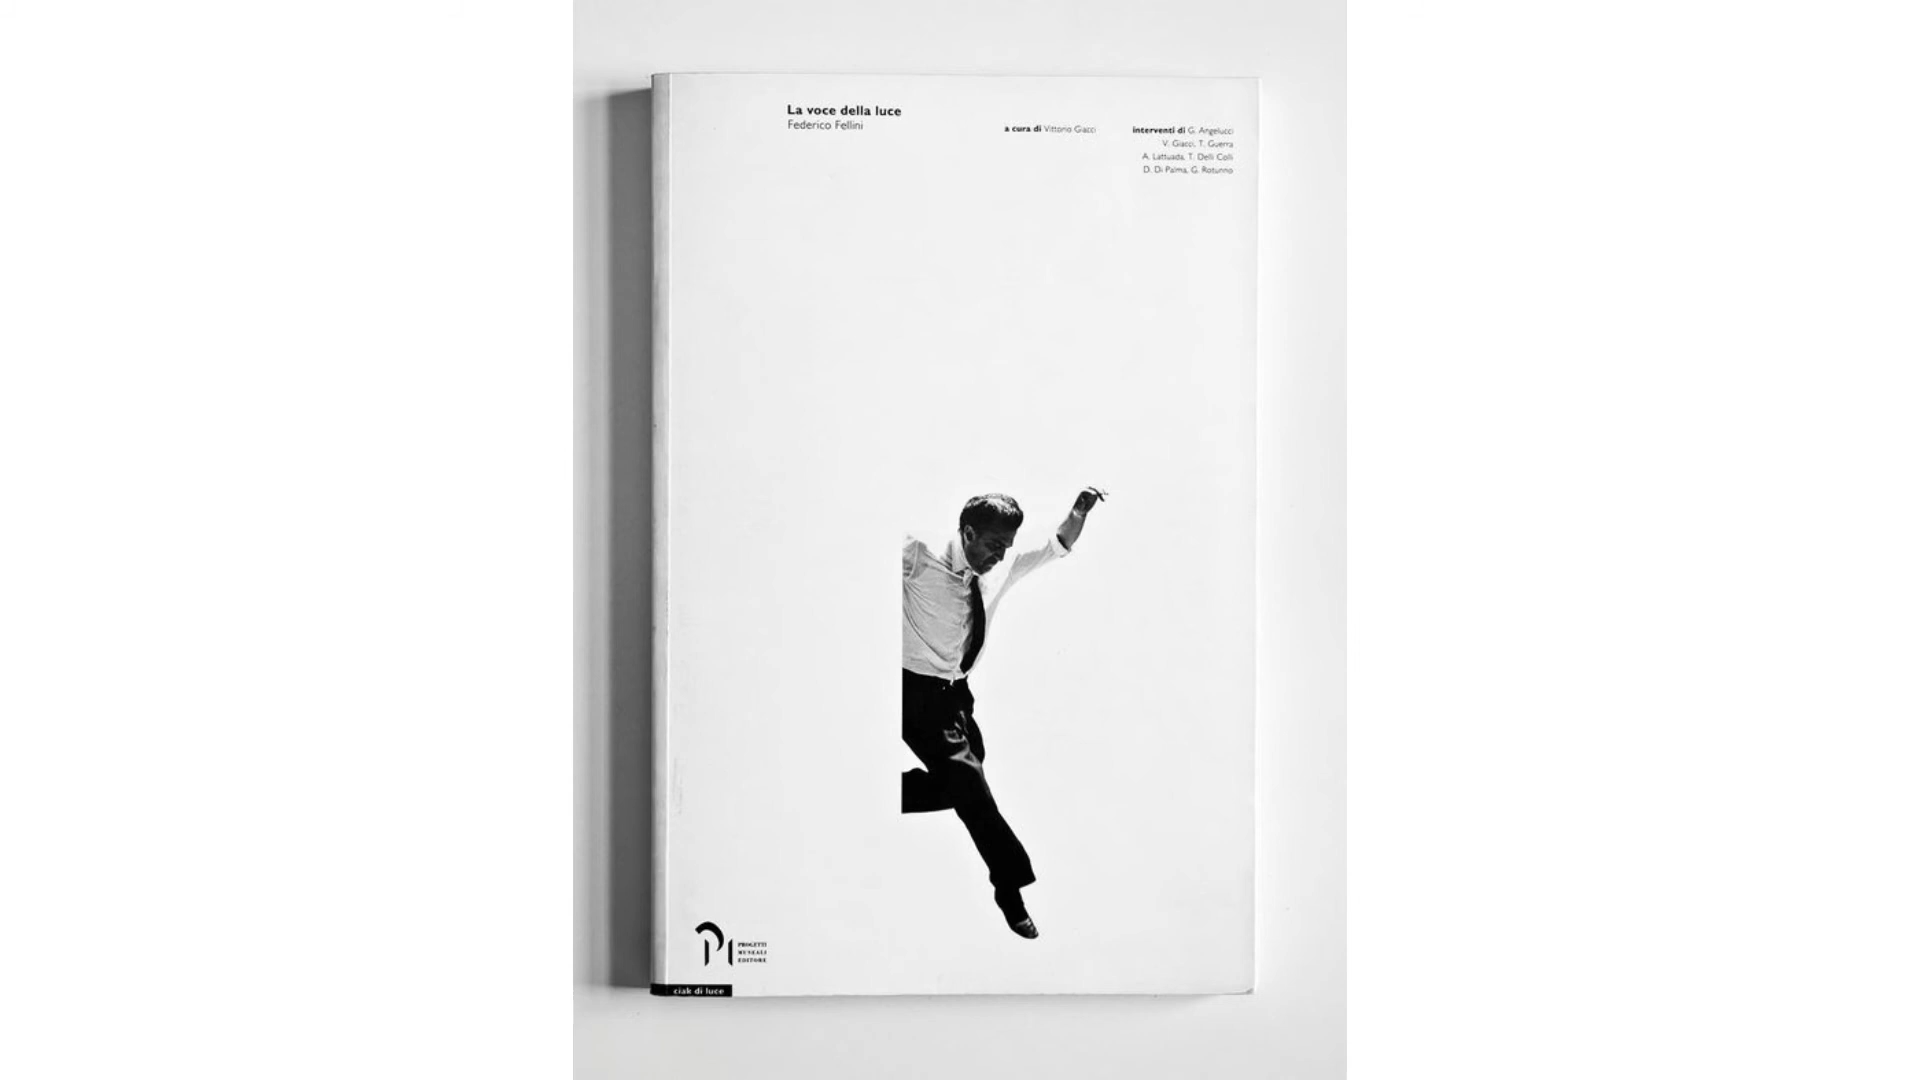 La voce della luce
Federico Fellini
a cura di Vittorio Giacci
interventi di G. Angelucci
V. Giacci, T. Guerra
A. Lattuada, T. Delli Colli
D. Di Palma, G. Rotunno
PROGETTI
MUSEALI
EDITORE
ciak di luce